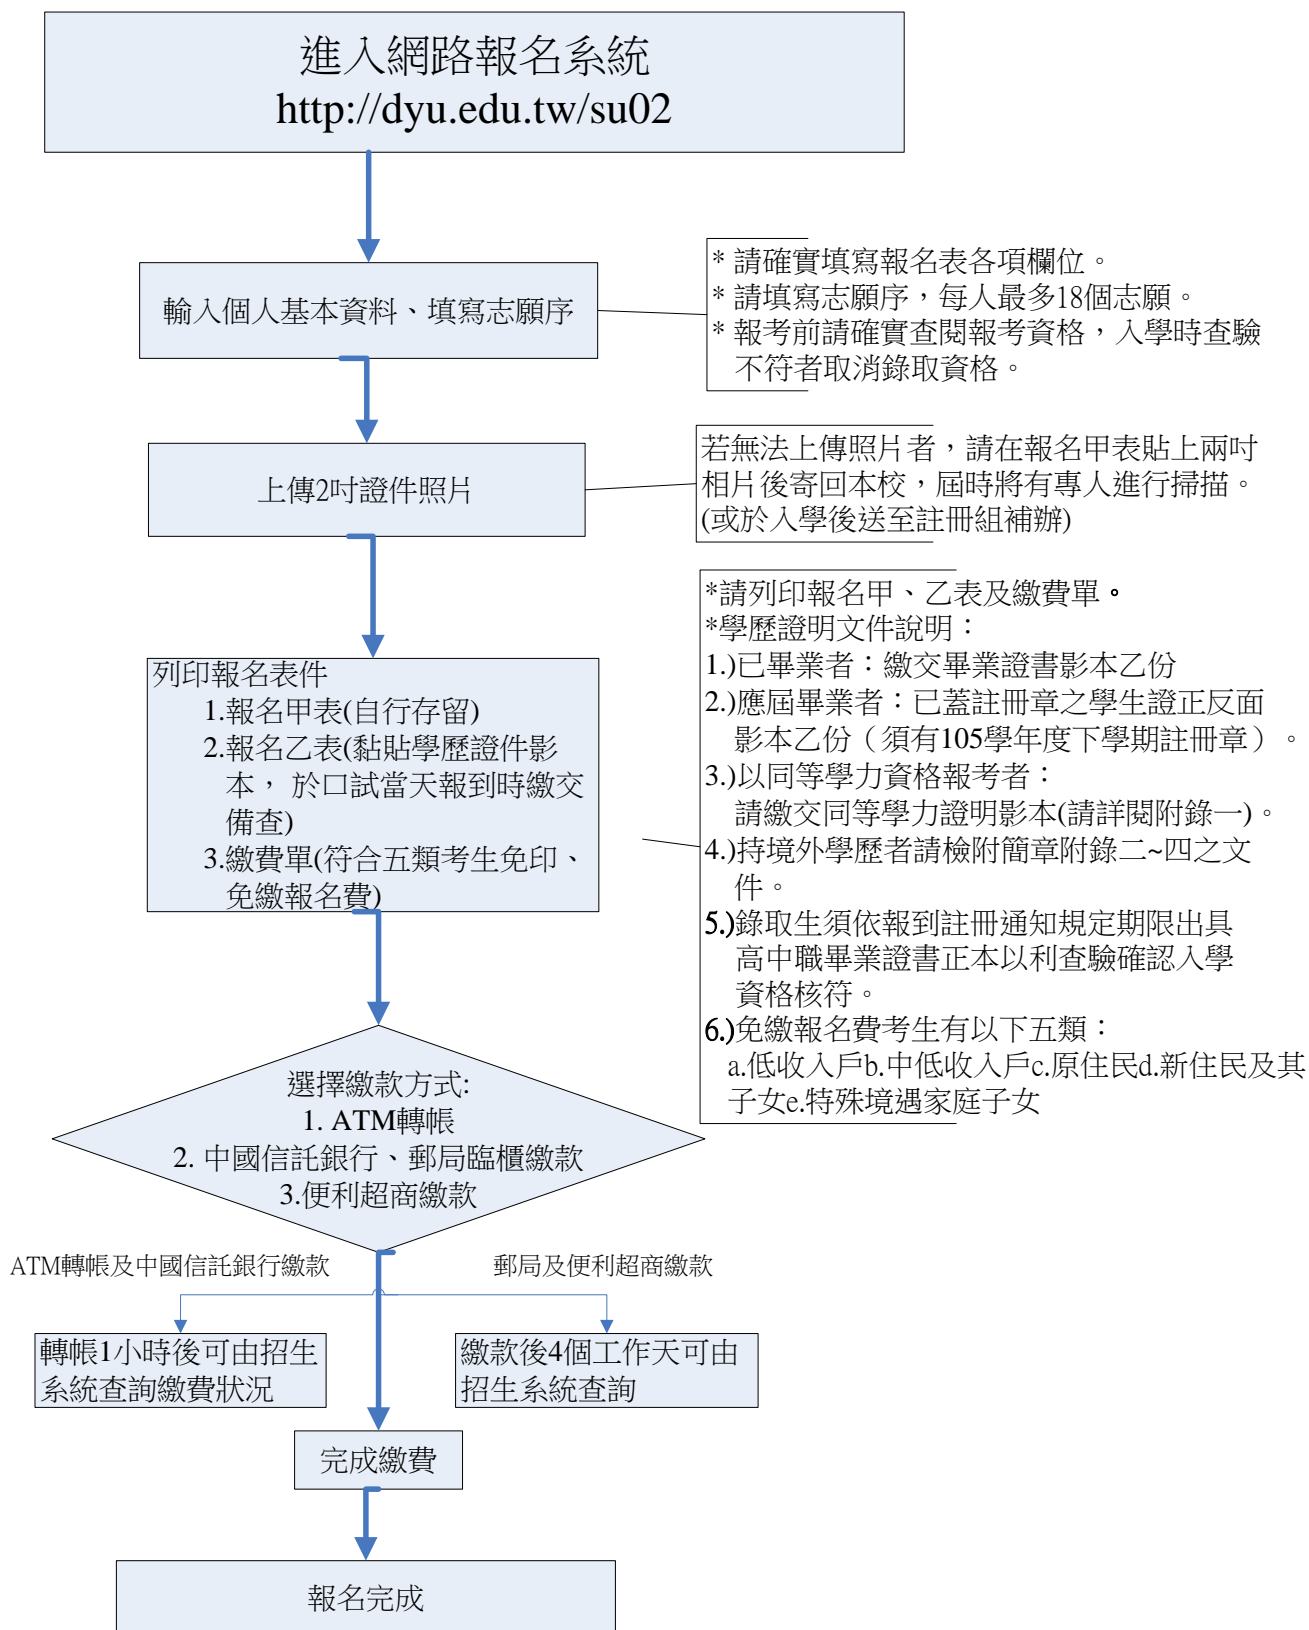 進入網路報名系統
http://dyu.edu.tw/su02
輸入個人基本資料、填寫志願序
* 請確實填寫報名表各項欄位。
* 請填寫志願序，每人最多18個志願。
* 報考前請確實查閱報考資格，入學時查驗
不符者取消錄取資格。
上傳2吋證件照片
若無法上傳照片者，請在報名甲表貼上兩吋
相片後寄回本校，屆時將有專人進行掃描。
(或於入學後送至註冊組補辦)
列印報名表件
1.報名甲表(自行存留)
2.報名乙表(黏貼學歷證件影
本， 於口試當天報到時繳交
備查)
3.繳費單(符合五類考生免印、
免繳報名費)
*請列印報名甲、乙表及繳費單。
*學歷證明文件說明：
1.)已畢業者：繳交畢業證書影本乙份
2.)應屆畢業者：已蓋註冊章之學生證正反面
影本乙份（須有105學年度下學期註冊章）。
3.)以同等學力資格報考者：
請繳交同等學力證明影本(請詳閱附錄一)。
4.)持境外學歷者請檢附簡章附錄二~四之文
件。
5.)錄取生須依報到註冊通知規定期限出具
高中職畢業證書正本以利查驗確認入學
資格核符。
6.)免繳報名費考生有以下五類：
a.低收入戶b.中低收入戶c.原住民d.新住民及其
子女e.特殊境遇家庭子女
選擇繳款方式:
1. ATM轉帳
2. 中國信託銀行、郵局臨櫃繳款
3.便利超商繳款
ATM轉帳及中國信託銀行繳款
郵局及便利超商繳款
轉帳1小時後可由招生
系統查詢繳費狀況
繳款後4個工作天可由
招生系統查詢
完成繳費
報名完成